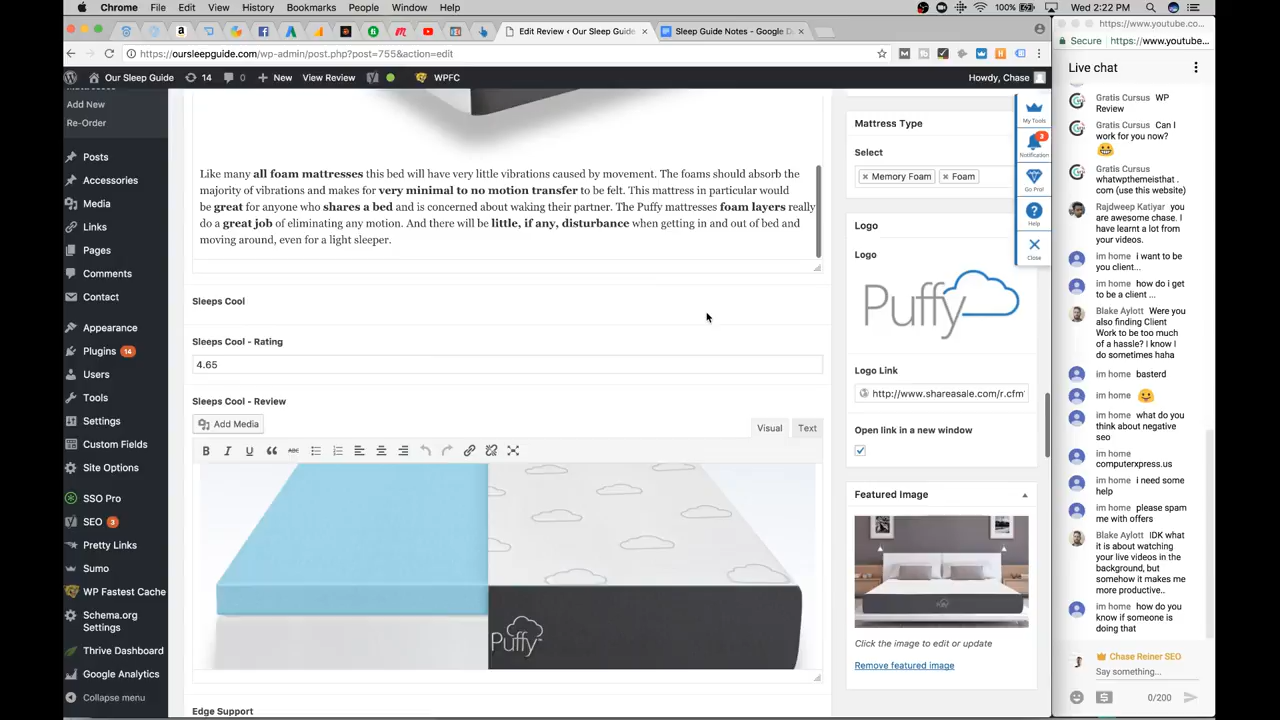 Chrome File Edit View History Bookmarks People Window Help
100% Wed 2:22 PM
Edit Review ‹ Our Sleep Guide
Sleep Guide Notes - Google D
https://oursleepguide.com/wp-admin/post.php?post=755&action=edit
Our Sleep Guide 14 0 New View Review WPFC
Howdy, Chase
Mattresses
Add New
Re-Order
Posts
Accessories
Media
Links
Pages
Comments
Contact
Appearance
Plugins 14
Users
Tools
Settings
Custom Fields
Site Options
SSO Pro
SEO 3
Pretty Links
Sumo
WP Fastest Cache
Schema.org
Settings
Thrive Dashboard
Google Analytics
Collapse menu
Like many all foam mattresses this bed will have very little vibrations caused by movement. The foams should absorb the
majority of vibrations and makes for very minimal to no motion transfer to be felt. This mattress in particular would
be great for anyone who shares a bed and is concerned about waking their partner. The Puffy mattresses foam layers really
do a great job of eliminating any motion. And there will be little, if any, disturbance when getting in and out of bed and
moving around, even for a light sleeper.
Sleeps Cool
Sleeps Cool - Rating
4.65
Sleeps Cool - Review
Add Media
Visual Text
B I U ABC
Puffy
Edge Support
Mattress Type
Select
× Memory Foam × Foam
Logo
Logo
Puffy
Logo Link
http://www.shareasale.com/r.cfm
Open link in a new window
Featured Image
Click the image to edit or update
Remove featured image
My Tools
3
Notification
Go Pro!
Help
Close
https://www.youtube.co...
Secure https://www.youtube...
Live chat
Gratis Cursus WP
Review
Gratis Cursus Can I
work for you now?
Gratis Cursus
whatwpthemeisthat .
com (use this website)
Rajdweep Katiyar you
are awesome chase. I
have learnt a lot from
your videos.
im home i want to be
you client...
im home how do i get
to be a client ...
Blake Aylott Were you
also finding Client
Work to be too much
of a hassle? I know I
do sometimes haha
im home basterd
im home
im home what do you
think about negative
seo
im home
computerxpress.us
im home i need some
help
im home please spam
me with offers
Blake Aylott IDK what
it is about watching
your live videos in the
background, but
somehow it makes me
more productive..
im home how do you
know if someone is
doing that
Chase Reiner SEO
Say something...
0/200